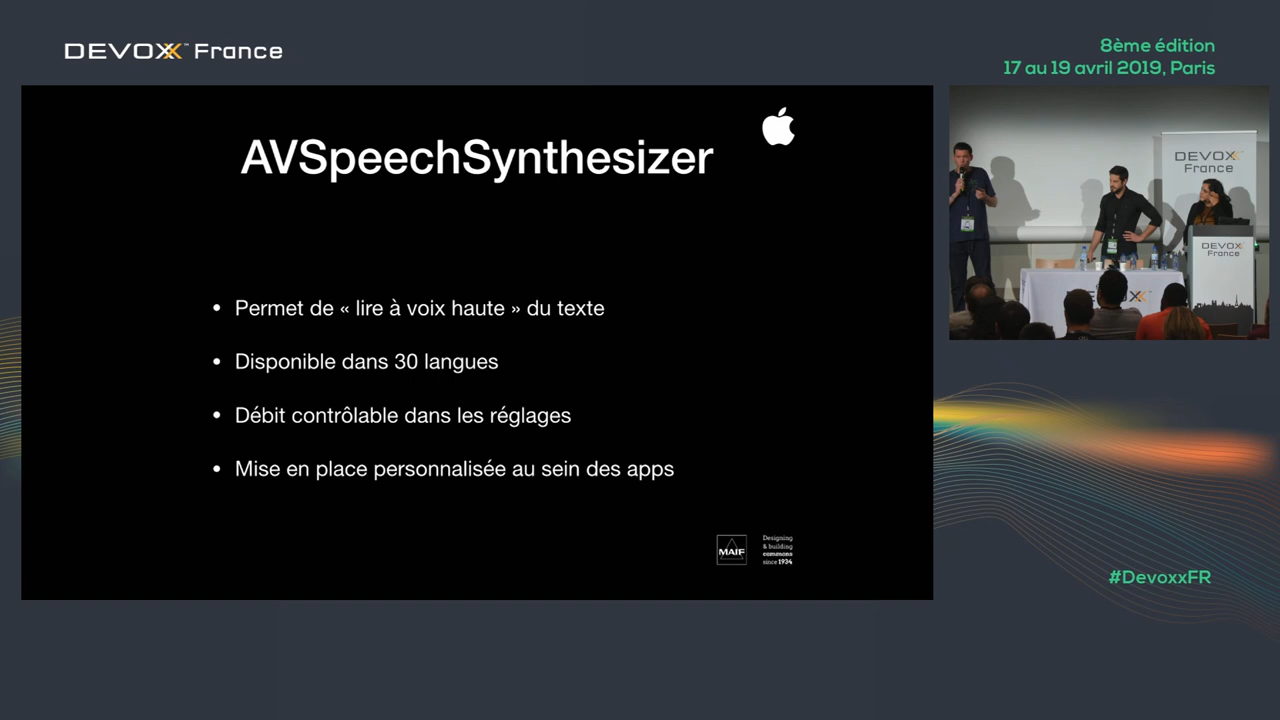 DEVOXX™ France
8ème édition
17 au 19 avril 2019, Paris
AVSpeechSynthesizer
• Permet de « lire à voix haute » du texte
• Disponible dans 30 langues
• Débit contrôlable dans les réglages
• Mise en place personnalisée au sein des apps
MAIF
Designing
& building
commons
since 1934
DEVOXX
France
DEVOXX
France
#DevoxxFR